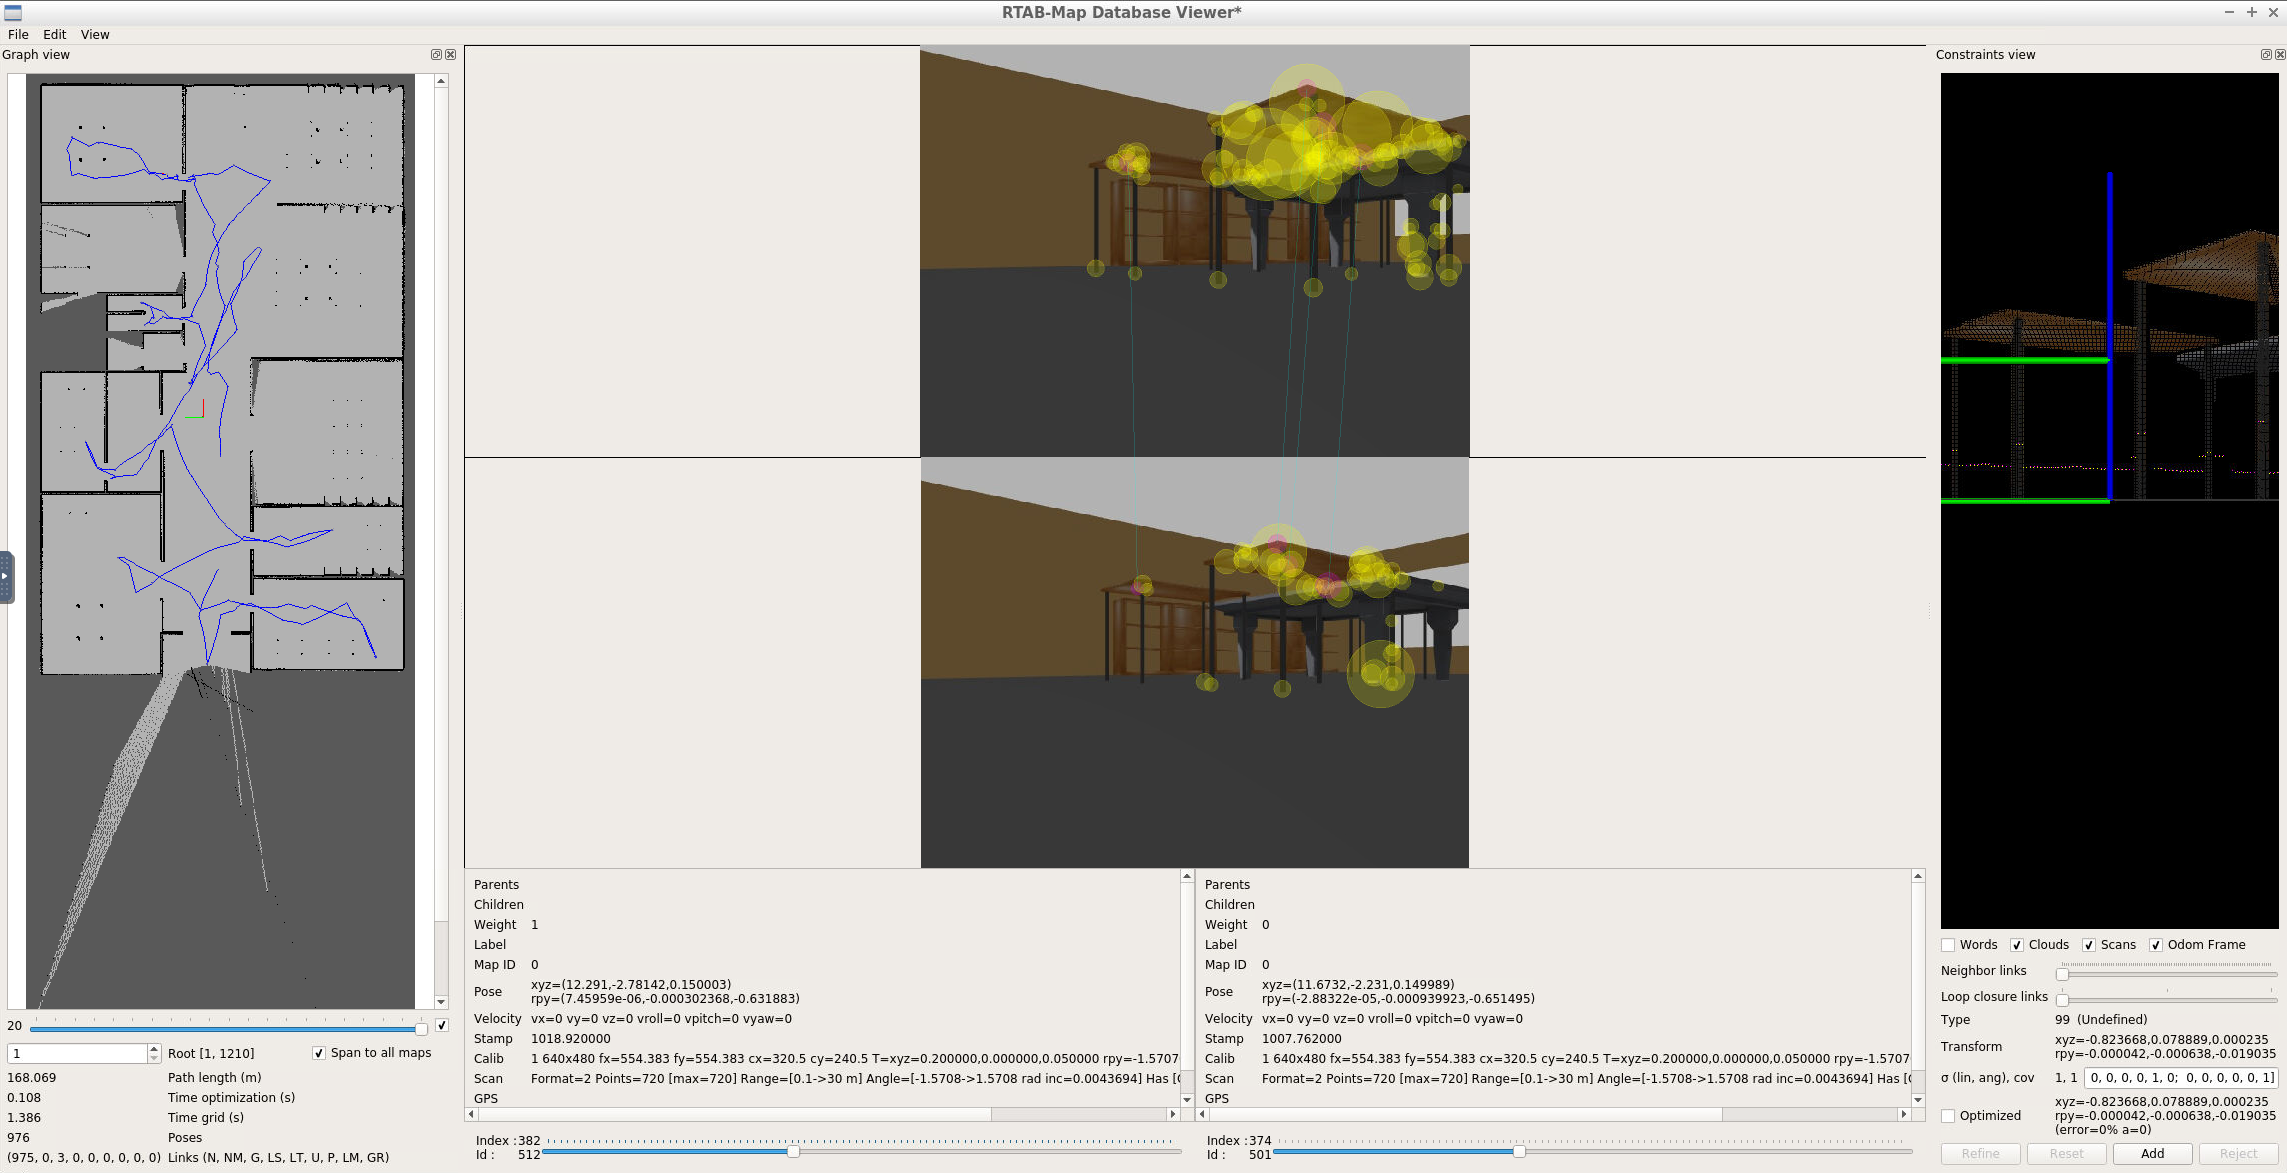 RTAB-Map Database Viewer*
File Edit View
Graph view
Constraints view
20
1
Root [1, 1210]
Span to all maps
168.069 Path length (m)
0.108 Time optimization (s)
1.386 Time grid (s)
976 Poses
(975, 0, 3, 0, 0, 0, 0, 0, 0) Links (N, NM, G, LS, LT, U, P, LM, GR)
Parents
Children
Weight 1
Label
Map ID 0
Pose xyz=(12.291,-2.78142,0.150003)
rpy=(7.45959e-06,-0.000302368,-0.631883)
Velocity vx=0 vy=0 vz=0 vroll=0 vpitch=0 vyaw=0
Stamp 1018.920000
Calib 1 640x480 fx=554.383 fy=554.383 cx=320.5 cy=240.5 T=xyz=0.200000,0.000000,0.050000 rpy=-1.5707
Scan Format=2 Points=720 [max=720] Range=[0.1->30 m] Angle=[-1.5708->1.5708 rad inc=0.0043694] Has [
GPS
Index : 382
Id : 512
Parents
Children
Weight 0
Label
Map ID 0
Pose xyz=(11.6732,-2.231,0.149989)
rpy=(-2.88322e-05,-0.000939923,-0.651495)
Velocity vx=0 vy=0 vz=0 vroll=0 vpitch=0 vyaw=0
Stamp 1007.762000
Calib 1 640x480 fx=554.383 fy=554.383 cx=320.5 cy=240.5 T=xyz=0.200000,0.000000,0.050000 rpy=-1.5707
Scan Format=2 Points=720 [max=720] Range=[0.1->30 m] Angle=[-1.5708->1.5708 rad inc=0.0043694] Has [
GPS
Index : 374
Id : 501
Words Clouds Scans Odom Frame
Neighbor links
Loop closure links
Type 99 (Undefined)
Transform xyz=-0.823668,0.078889,0.000235
rpy=-0.000042,-0.000638,-0.019035
σ (lin, ang), cov 1, 1 0, 0, 0, 0, 1, 0; 0, 0, 0, 0, 0, 1]
Optimized xyz=-0.823668,0.078889,0.000235
rpy=-0.000042,-0.000638,-0.019035
(error=0% a=0)
Refine Reset Add Reject